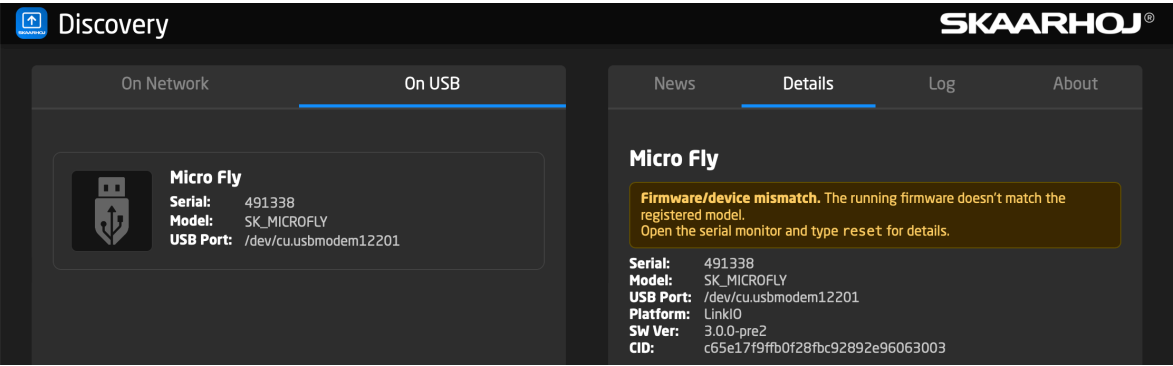 SKAARHOJ
Discovery
SKAARHOJ®
On Network
On USB
Micro Fly
Serial: 491338
Model: SK_MICROFLY
USB Port: /dev/cu.usbmodem12201
News
Details
Log
About
Micro Fly
Firmware/device mismatch. The running firmware doesn't match the
registered model.
Open the serial monitor and type reset for details.
Serial: 491338
Model: SK_MICROFLY
USB Port: /dev/cu.usbmodem12201
Platform: LinkIO
SW Ver: 3.0.0-pre2
CID: c65e17f9ffb0f28fbc92892e96063003